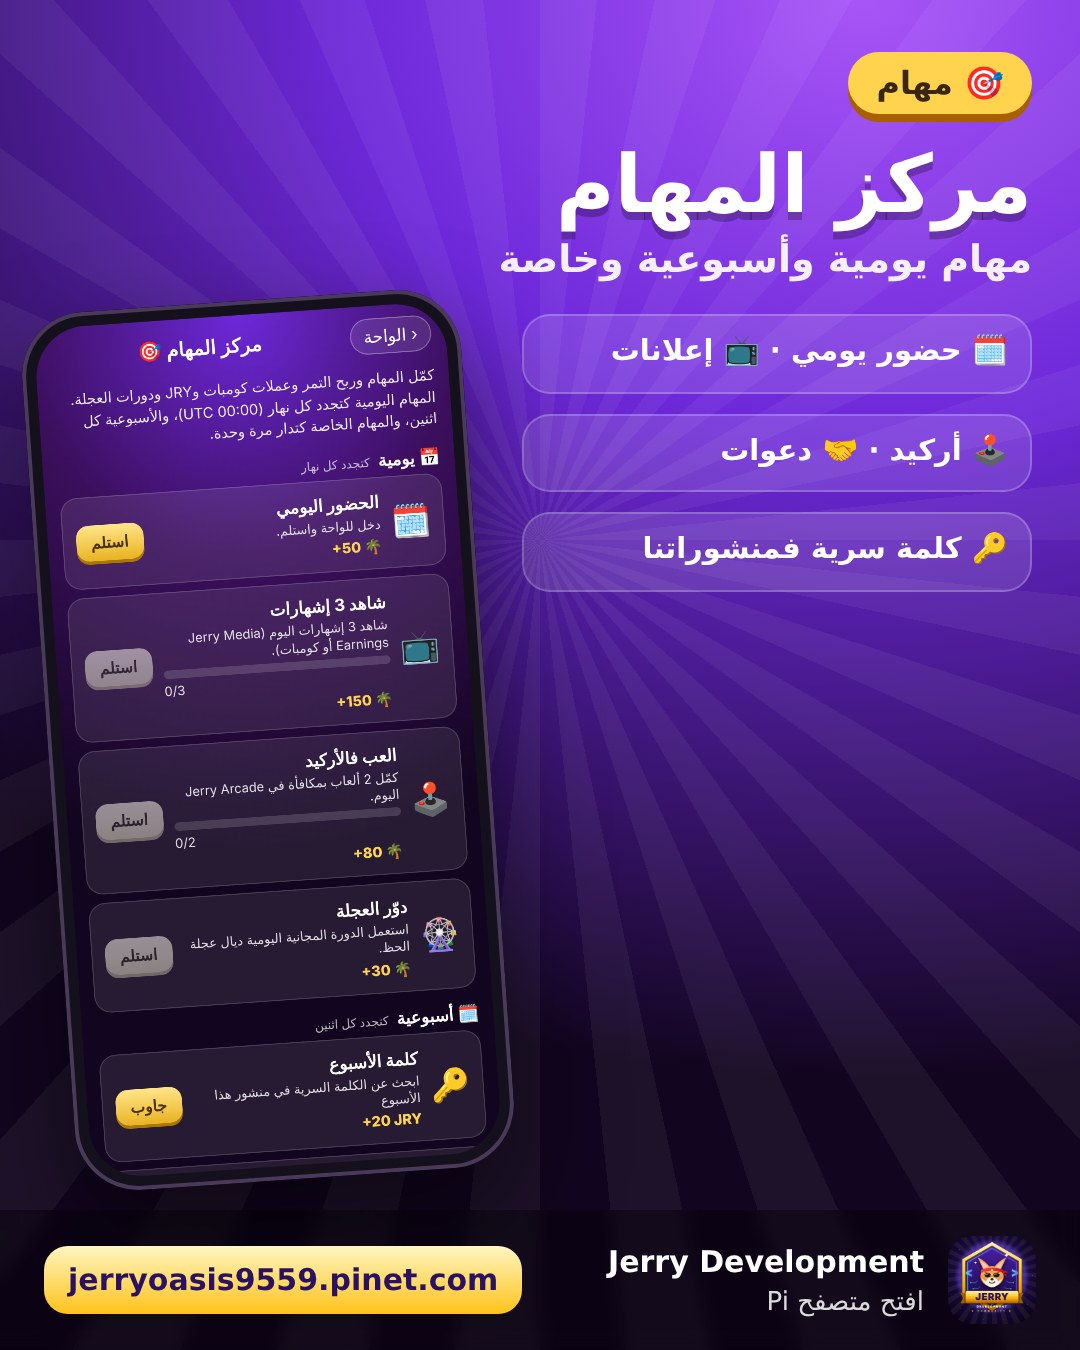 🎯 مهام
مركز المهام
مهام يومية وأسبوعية وخاصة
🗓️ حضور يومي · 📺 إعلانات
🕹️ أركيد · 🤝 دعوات
🔑 كلمة سرية فمنشوراتنا
‹ الواحة
مركز المهام 🎯
كمّل المهام وربح التمر وعملات كومبات وJRY ودورات العجلة.
المهام اليومية كتجدد كل نهار (00:00 UTC)، والأسبوعية كل
اثنين، والمهام الخاصة كتدار مرة وحدة.
📅 يومية كتجدد كل نهار
🗓️ الحضور اليومي
دخل للواحة واستلم.
+50 🌴
استلم
شاهد 3 إشهارات
📺 شاهد 3 إشهارات اليوم (Jerry Media
Earnings أو كومبات).
0/3
+150 🌴
استلم
العب فالأركيد
🕹️ كمّل 2 ألعاب بمكافأة في Jerry Arcade
اليوم.
0/2
+80 🌴
استلم
دوّر العجلة
🎡 استعمل الدورة المجانية اليومية ديال عجلة
الحظ.
+30 🌴
استلم
🗓️ أسبوعية كتجدد كل اثنين
كلمة الأسبوع
🔑 ابحث عن الكلمة السرية في منشور هذا
الأسبوع
+20 JRY
جاوب
Jerry Development
افتح متصفح Pi
jerryoasis9559.pinet.com
JERRY
DEVELOPMENT